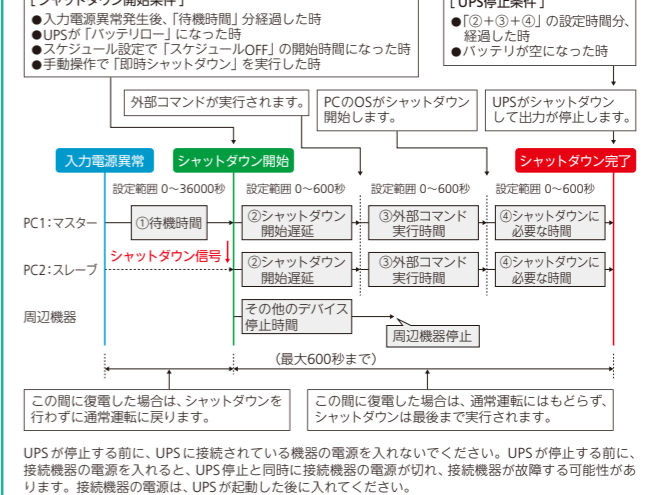 [ シャットダウン開始条件 ]
●入力電源異常発生後、「待機時間」分経過した時
●UPSが「バッテリロー」になった時
●スケジュール設定で「スケジュールOFF」の開始時間になった時
●手動操作で「即時シャットダウン」を実行した時
[ UPS停止条件 ]
●「②+③+④」の設定時間分、
経過した時
●バッテリが空になった時
外部コマンドが実行されます。
PCのOSがシャットダウン
開始します。
UPSがシャットダウン
して出力が停止します。
入力電源異常
シャットダウン開始
シャットダウン完了
設定範囲 0〜36000秒
設定範囲 0〜600秒
設定範囲 0〜600秒
設定範囲 0〜600秒
PC1:マスター
①待機時間
②シャットダウン
開始遅延
③外部コマンド
実行時間
④シャットダウンに
必要な時間
シャットダウン信号
PC2:スレーブ
②シャットダウン
開始遅延
③外部コマンド
実行時間
④シャットダウンに
必要な時間
周辺機器
その他のデバイス
停止時間
周辺機器停止
(最大600秒まで)
この間に復電した場合は、シャットダウンを
行わずに通常運転に戻ります。
この間に復電した場合は、通常運転にはもどらず、
シャットダウンは最後まで実行されます。
UPSが停止する前に、UPSに接続されている機器の電源を入れないでください。UPSが停止する前に、
接続機器の電源を入れると、UPS停止と同時に接続機器の電源が切れ、接続機器が故障する可能性があ
ります。接続機器の電源は、UPSが起動した後に入れてください。